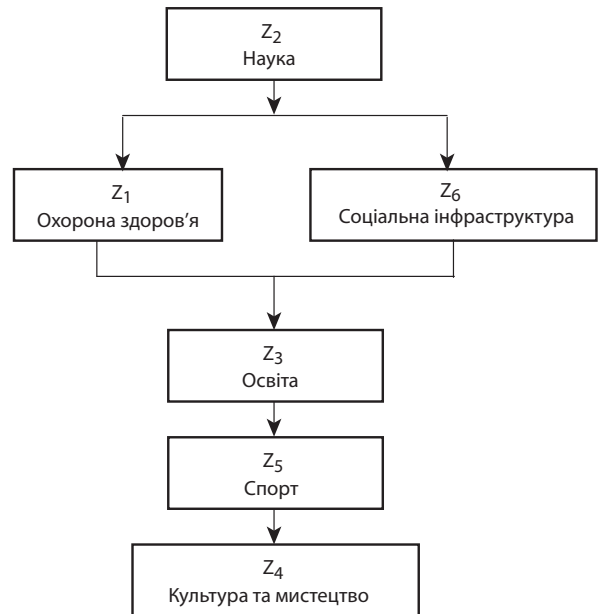 Z₂
Наука
Z₁
Охорона здоров’я
Z₆
Соціальна інфраструктура
Z₃
Освіта
Z₅
Спорт
Z₄
Культура та мистецтво